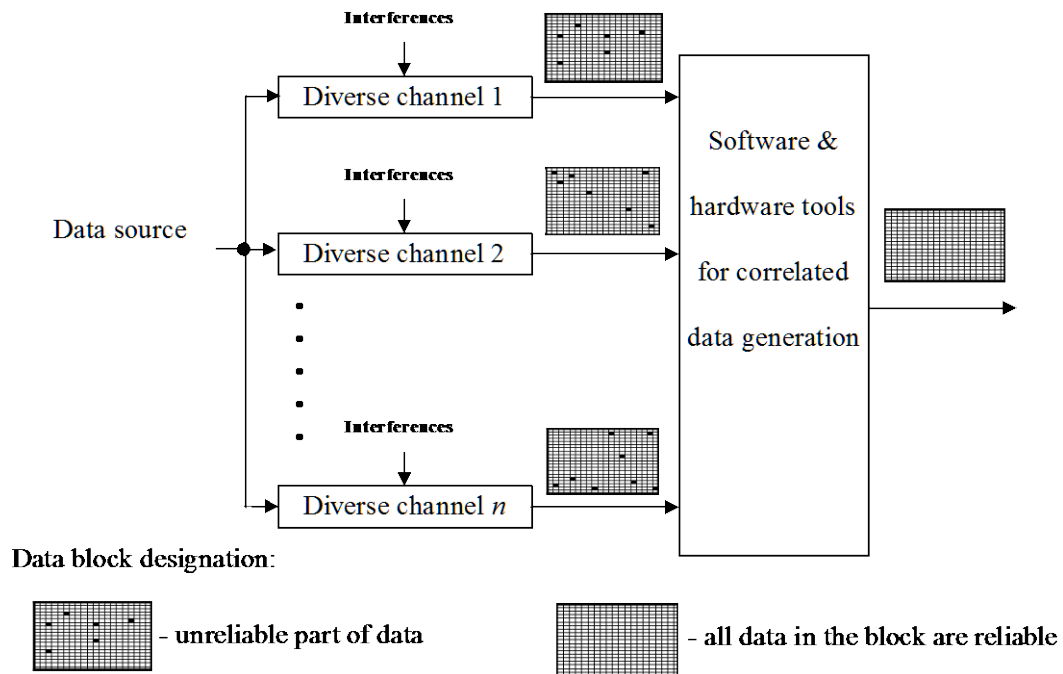 Interferences
Diverse channel 1
Interferences
Data source
Diverse channel 2
Interferences
Diverse channel n
Software &
hardware tools
for correlated
data generation
Data block designation:
- unreliable part of data
- all data in the block are reliable